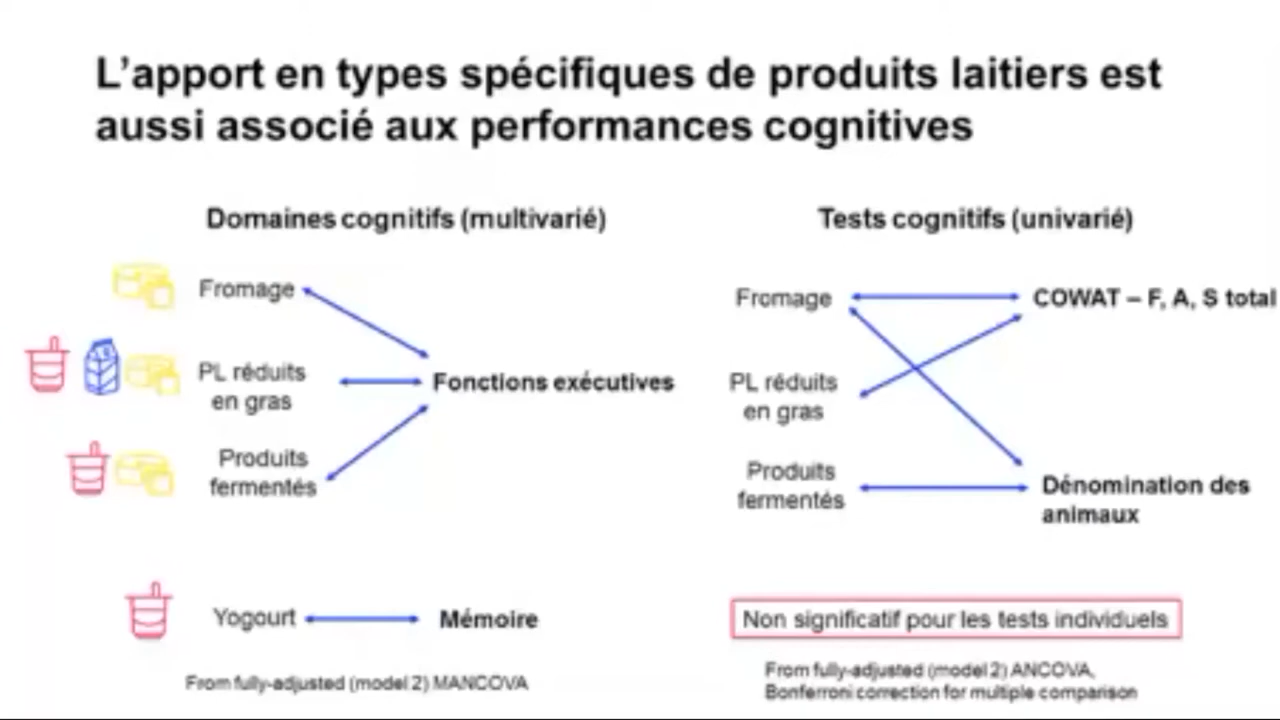 L'apport en types spécifiques de produits laitiers est
aussi associé aux performances cognitives
Domaines cognitifs (multivarié)
Fromage
PL réduits
en gras
Fonctions exécutives
Produits
fermentés
Yogourt
Mémoire
From fully-adjusted (model 2) MANCOVA
Tests cognitifs (univarié)
Fromage
COWAT – F, A, S total
PL réduits
en gras
Produits
fermentés
Dénomination des
animaux
Non significatif pour les tests individuels
From fully-adjusted (model 2) ANCOVA,
Bonferroni correction for multiple comparison